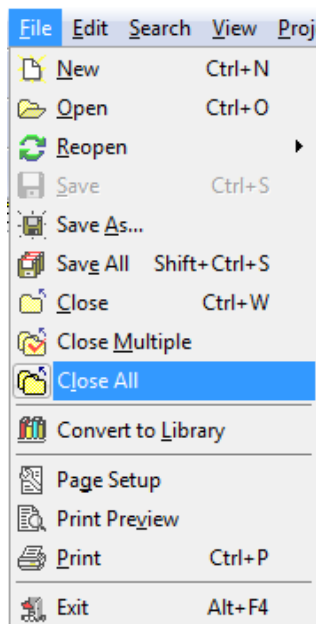 File Edit Search View Proj
New Ctrl+N
Open Ctrl+O
Reopen
Save Ctrl+S
Save As...
Save All Shift+Ctrl+S
Close Ctrl+W
Close Multiple
Close All
Convert to Library
Page Setup
Print Preview
Print Ctrl+P
Exit Alt+F4